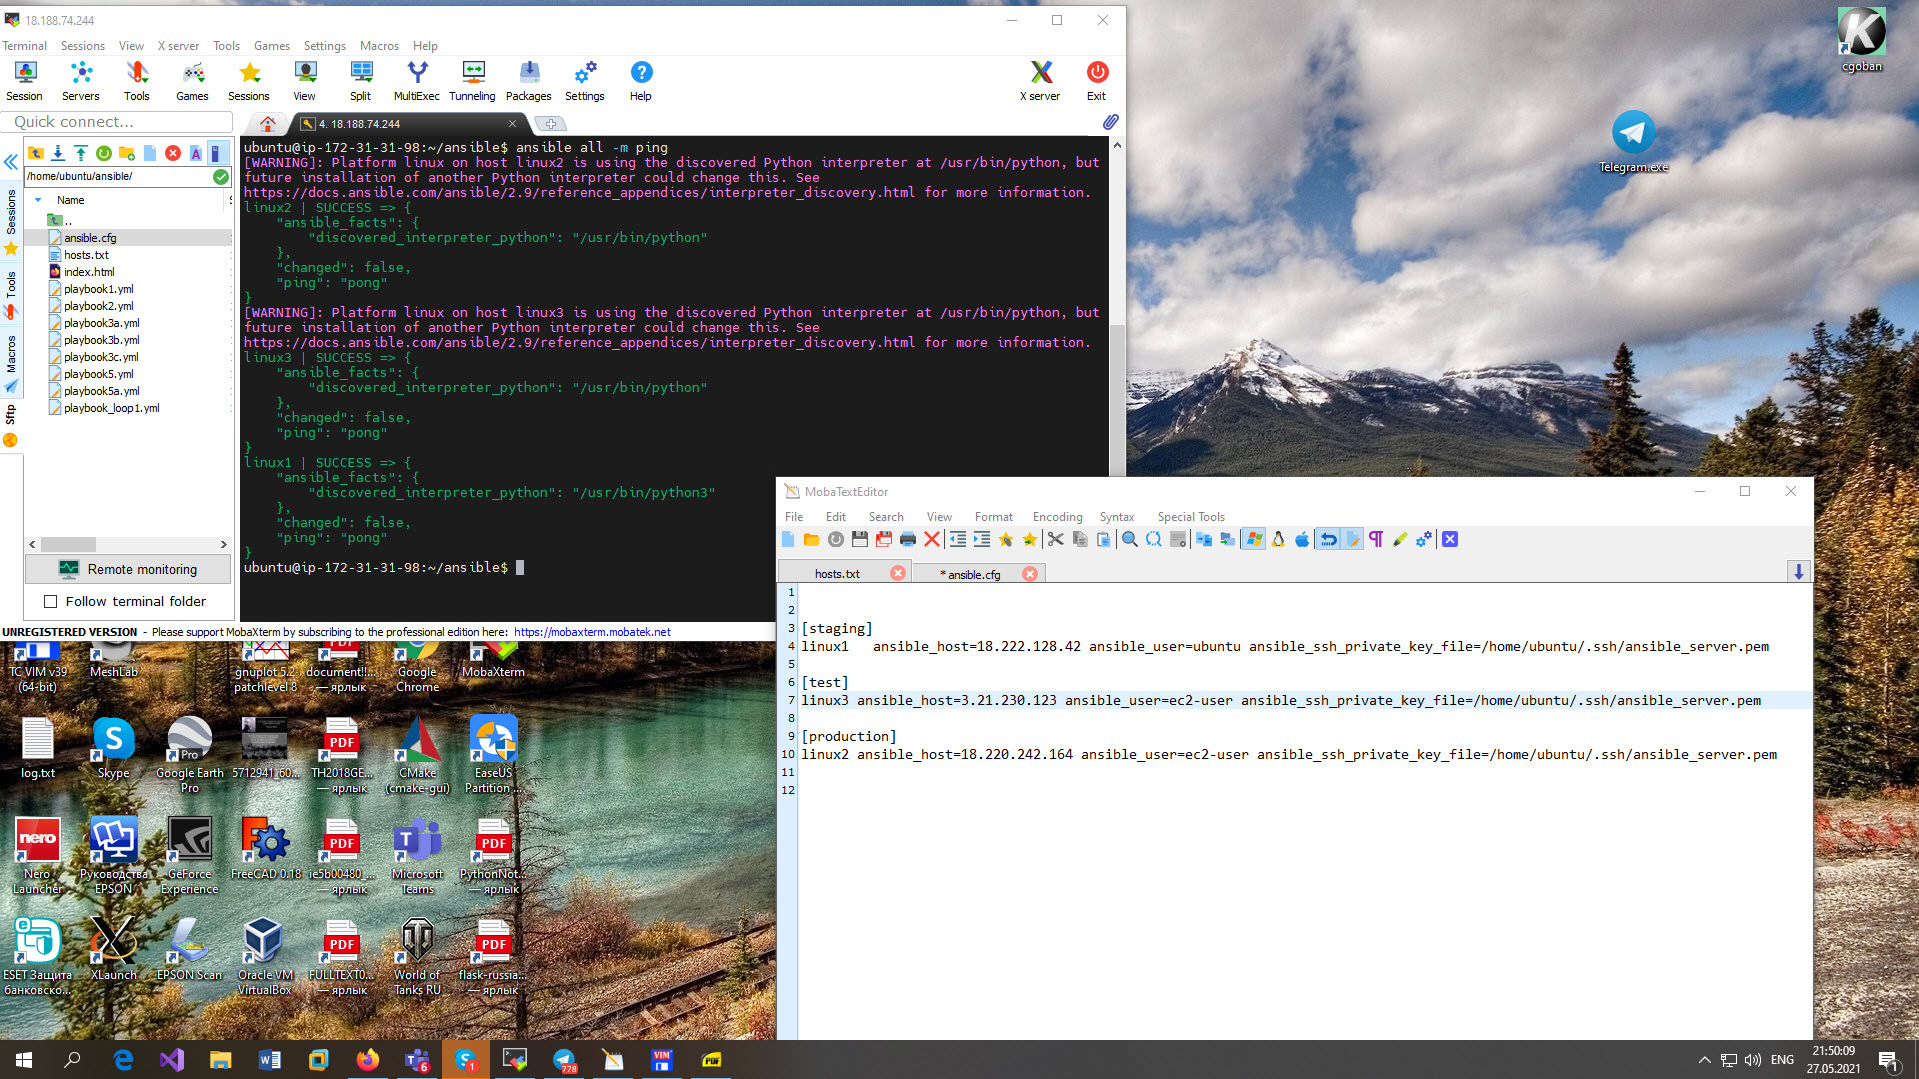 18.188.74.244
Terminal Sessions View X server Tools Games Settings Macros Help
Session Servers Tools Games Sessions View Split MultiExec Tunneling Packages Settings Help X server Exit
Quick connect...
4. 18.188.74.244
/home/ubuntu/ansible/
Name
..
ansible.cfg
hosts.txt
index.html
playbook1.yml
playbook2.yml
playbook3a.yml
playbook3b.yml
playbook3c.yml
playbook5.yml
playbook5a.yml
playbook_loop1.yml
Sessions
Tools
Macros
Sftp
Remote monitoring
Follow terminal folder
ubuntu@ip-172-31-31-98:~/ansible$ ansible all -m ping
[WARNING]: Platform linux on host linux2 is using the discovered Python interpreter at /usr/bin/python, but
future installation of another Python interpreter could change this. See
https://docs.ansible.com/ansible/2.9/reference_appendices/interpreter_discovery.html for more information.
linux2 | SUCCESS => {
"ansible_facts": {
"discovered_interpreter_python": "/usr/bin/python"
},
"changed": false,
"ping": "pong"
}
[WARNING]: Platform linux on host linux3 is using the discovered Python interpreter at /usr/bin/python, but
future installation of another Python interpreter could change this. See
https://docs.ansible.com/ansible/2.9/reference_appendices/interpreter_discovery.html for more information.
linux3 | SUCCESS => {
"ansible_facts": {
"discovered_interpreter_python": "/usr/bin/python"
},
"changed": false,
"ping": "pong"
}
linux1 | SUCCESS => {
"ansible_facts": {
"discovered_interpreter_python": "/usr/bin/python3"
},
"changed": false,
"ping": "pong"
}
ubuntu@ip-172-31-31-98:~/ansible$
UNREGISTERED VERSION - Please support MobaXterm by subscribing to the professional edition here: https://mobaxterm.mobatek.net
MobaTextEditor
File Edit Search View Format Encoding Syntax Special Tools
hosts.txt * ansible.cfg
1
2
3 [staging]
4 linux1 ansible_host=18.222.128.42 ansible_user=ubuntu ansible_ssh_private_key_file=/home/ubuntu/.ssh/ansible_server.pem
5
6 [test]
7 linux3 ansible_host=3.21.230.123 ansible_user=ec2-user ansible_ssh_private_key_file=/home/ubuntu/.ssh/ansible_server.pem
8
9 [production]
10 linux2 ansible_host=18.220.242.164 ansible_user=ec2-user ansible_ssh_private_key_file=/home/ubuntu/.ssh/ansible_server.pem
11
12
cgoban
Telegram.exe
TC VIM v39 (64-bit)
MeshLab
gnuplot 5.2 patchlevel 8
document!!... — ярлык
Google Chrome
MobaXterm
log.txt
Skype
Pro
Google Earth Pro
5712941_60...
PDF
TH2018GE... — ярлык
CMake (cmake-gui)
EaseUS Partition ...
nero
Nero Launcher
Руководства EPSON
GeForce Experience
FreeCAD 0.18
PDF
ie5b00480_... — ярлык
Microsoft Teams
PDF
PythonNot... — ярлык
ESET Защита банковско...
XLaunch
EPSON Scan
Oracle VM VirtualBox
PDF
FULLTEXT0... — ярлык
World of Tanks RU
PDF
flask-russia... — ярлык
6
1
778
VIM
PDF
ENG
21:50:09
27.05.2021
1